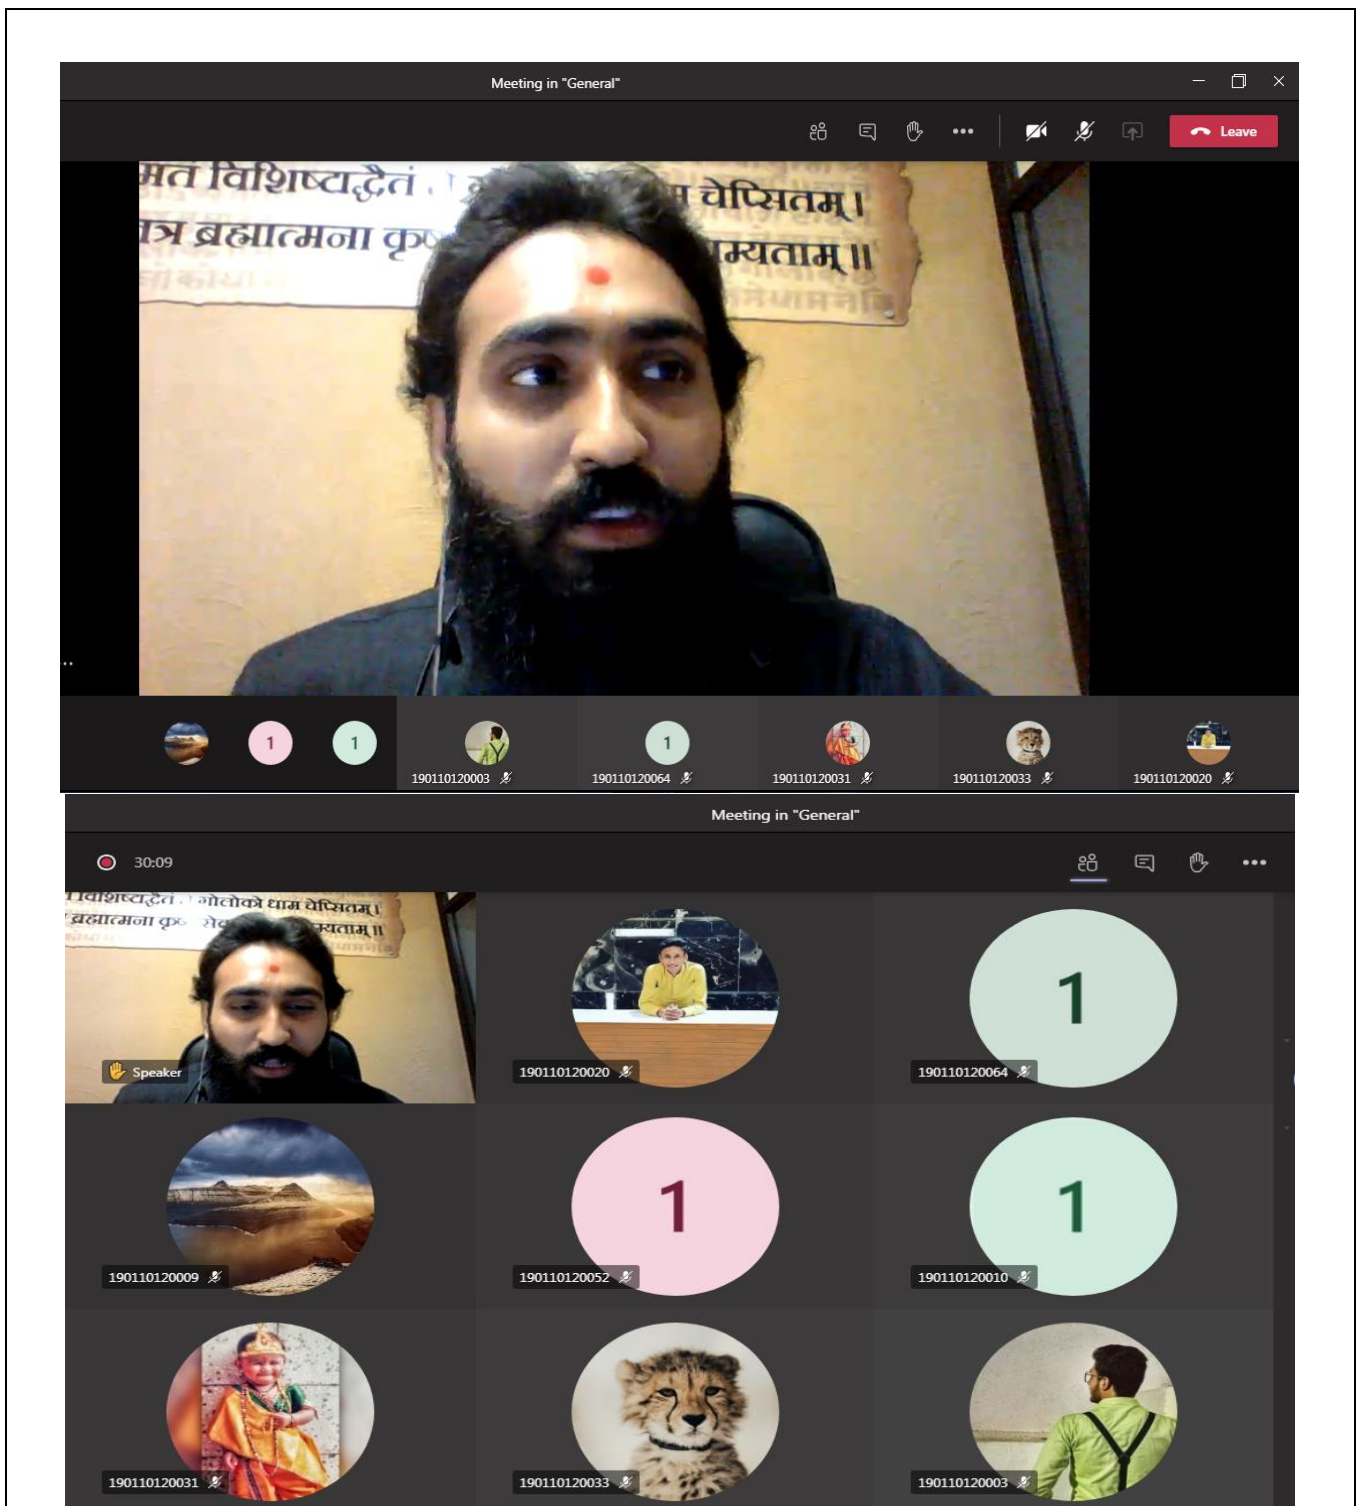 Meeting in "General"
Leave
मतं विशिष्टाद्वैतं
चेप्सितम्।
त्र ब्रह्मात्मना कृष्
म्यताम्॥
1
1
1
190110120003
190110120064
190110120031
190110120033
190110120020
Meeting in "General"
30:09
विशिष्टाद्वैतं गोलोको धाम चेप्सितम्।
ब्रह्मात्मना कृ म्यताम्॥
Speaker
190110120020
1
190110120064
190110120009
1
190110120052
1
190110120010
190110120031
190110120033
190110120003